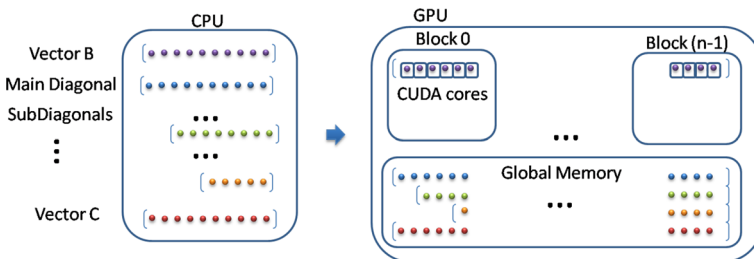 CPU
Vector B
Main Diagonal
SubDiagonals
...
...
Vector C
GPU
Block 0
Block (n-1)
CUDA cores
...
Global Memory
...